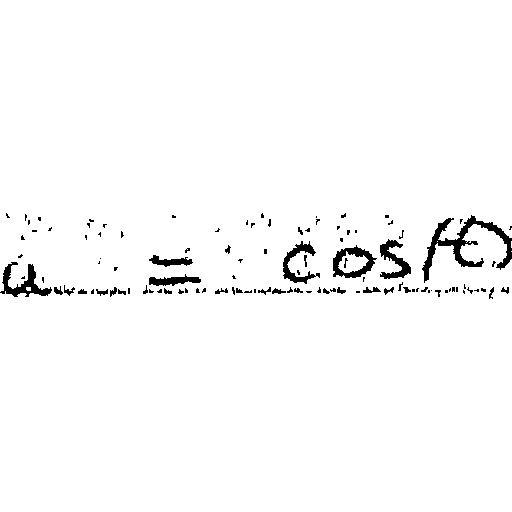 a = cos(t)